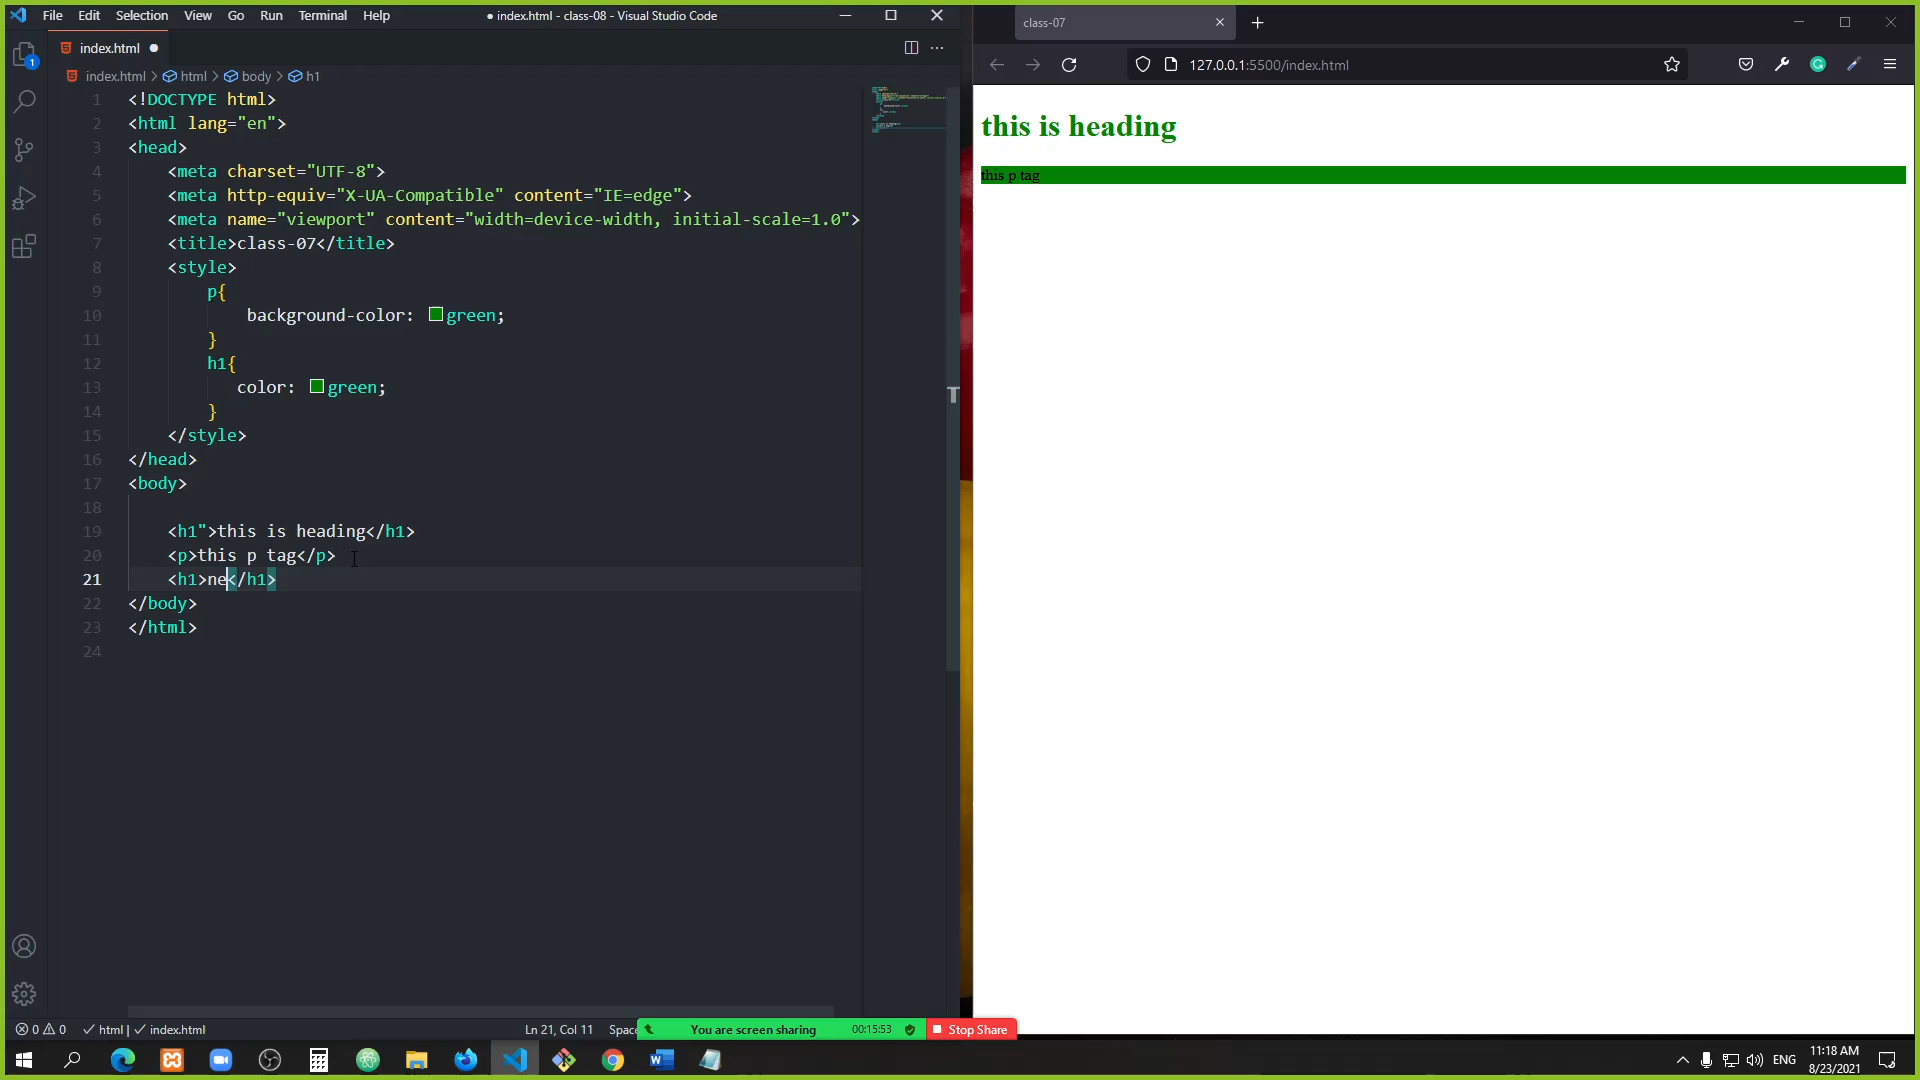 File Edit Selection View Go Run Terminal Help
● index.html - class-08 - Visual Studio Code
index.html ●
index.html > html > body > h1
1 <!DOCTYPE html>
2 <html lang="en">
3 <head>
4 <meta charset="UTF-8">
5 <meta http-equiv="X-UA-Compatible" content="IE=edge">
6 <meta name="viewport" content="width=device-width, initial-scale=1.0">
7 <title>class-07</title>
8 <style>
9 p{
10 background-color: green;
11 }
12 h1{
13 color: green;
14 }
15 </style>
16 </head>
17 <body>
18
19 <h1">this is heading</h1>
20 <p>this p tag</p>
21 <h1>ne</h1>
22 </body>
23 </html>
24
1
0 0 html | index.html
Ln 21, Col 11 Space
You are screen sharing 00:15:53 Stop Share
class-07
127.0.0.1:5500/index.html
this is heading
this p tag
ENG
11:18 AM
8/23/2021